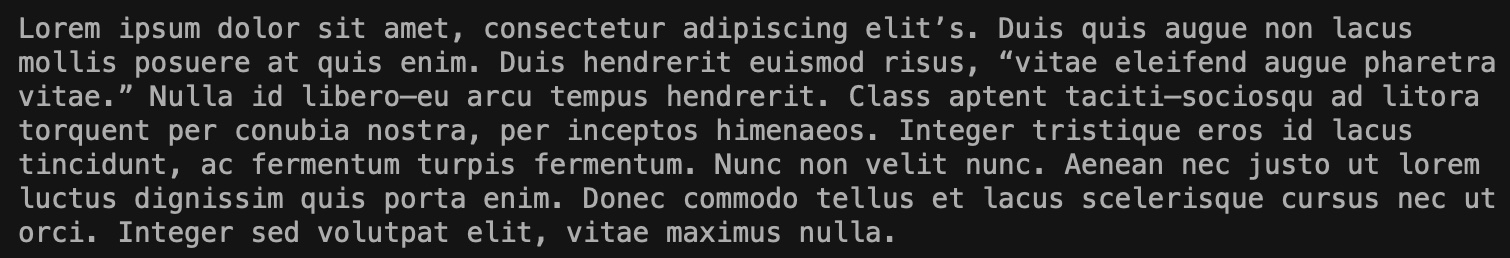 Lorem ipsum dolor sit amet, consectetur adipiscing elit’s. Duis quis augue non lacus
mollis posuere at quis enim. Duis hendrerit euismod risus, “vitae eleifend augue pharetra
vitae.” Nulla id libero—eu arcu tempus hendrerit. Class aptent taciti—sociosqu ad litora
torquent per conubia nostra, per inceptos himenaeos. Integer tristique eros id lacus
tincidunt, ac fermentum turpis fermentum. Nunc non velit nunc. Aenean nec justo ut lorem
luctus dignissim quis porta enim. Donec commodo tellus et lacus scelerisque cursus nec ut
orci. Integer sed volutpat elit, vitae maximus nulla.